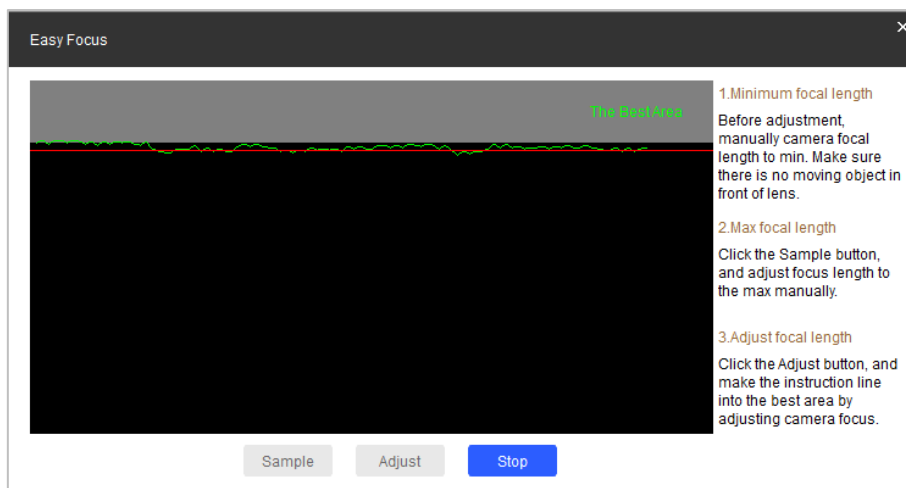 Easy Focus
×
The Best Area
1.Minimum focal length
Before adjustment,
manually camera focal
length to min. Make sure
there is no moving object in
front of lens.
2.Max focal length
Click the Sample button,
and adjust focus length to
the max manually.
3.Adjust focal length
Click the Adjust button, and
make the instruction line
into the best area by
adjusting camera focus.
Sample
Adjust
Stop